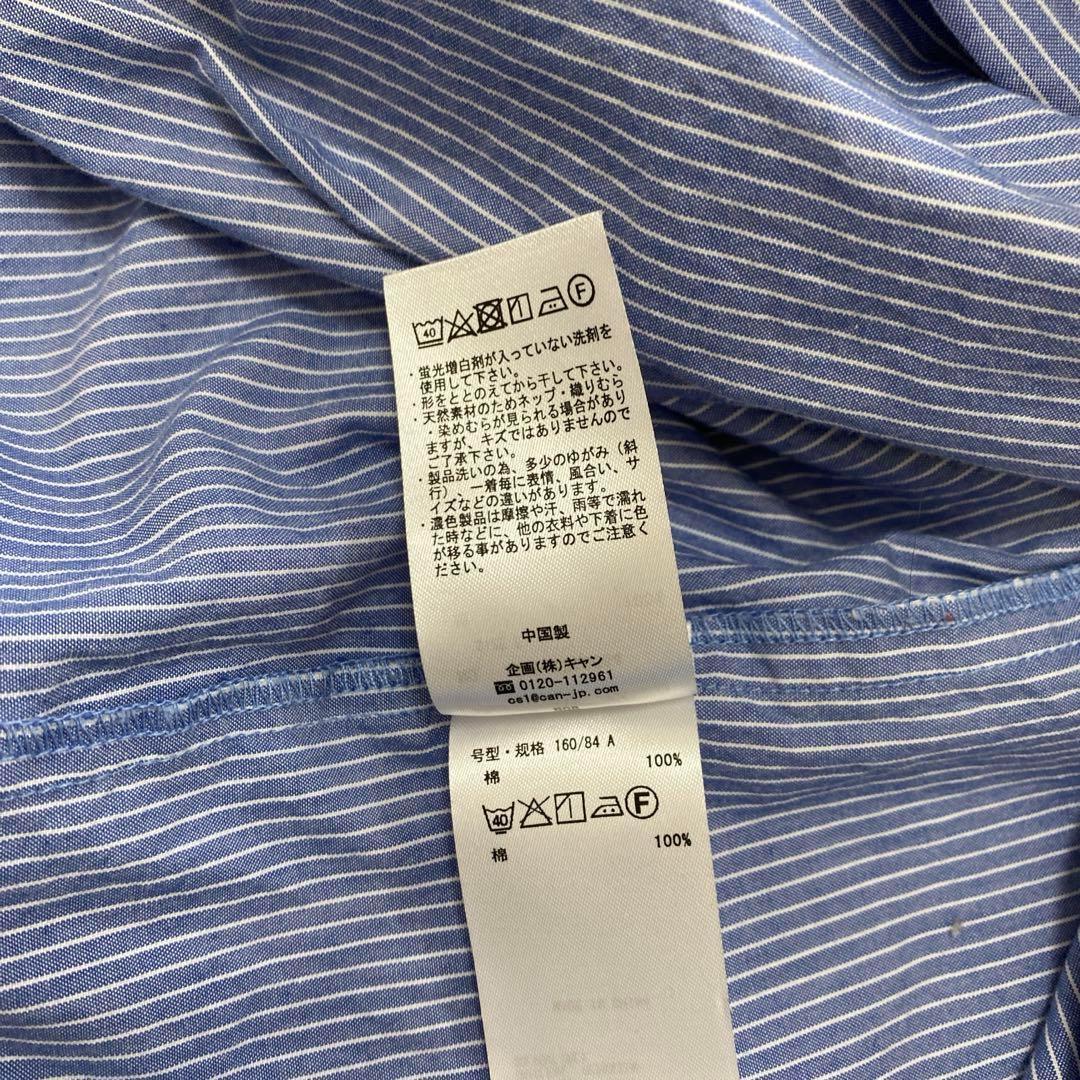 40 F
・蛍光増白剤が入っていない洗剤を
使用して下さい。
・形をととのえてから干して下さい。
・天然素材のためネップ・織りむら
・染めむらが見られる場合があり
ますが、キズではありませんので
ご了承下さい。
・製品洗いの為、多少のゆがみ(斜
行)、一着毎に表情、風合い、サ
イズなどの違いがあります。
・濃色製品は摩擦や汗、雨等で濡れ
た時などに、他の衣料や下着に色
が移る事がありますのでご注意く
ださい。
中国製
企画(株)キャン
0120-112961
cs1@can-jp.com
号型・规格 160/84 A
棉 100%
40 F
棉 100%